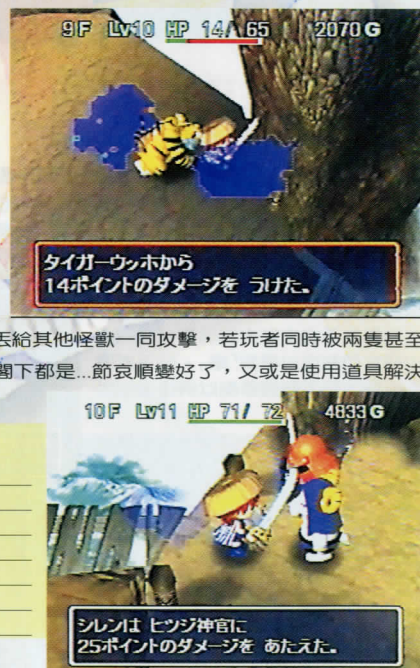 9F Lv10 HP 14/ 65 2070 G
タイガーウッホから
14ポイントのダメージを うけた。
丟給其他怪獸一同攻擊，若玩者同時被兩隻甚至
閣下都是...節哀順變好了，又或是使用道具解決
10F Lv11 HP 71/ 72 4833 G
シレンは ヒツジ神官に
25ポイントのダメージを あたえた。